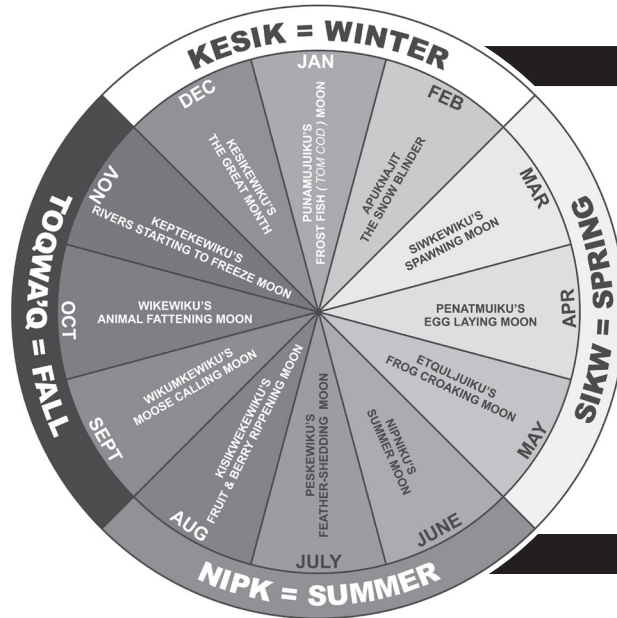 KESIK = WINTER
JAN
PUNAMUJUIKU'S
FROST FISH ( TOM COD ) MOON
FEB
APUKNAJIT
THE SNOW BLINDER
SIKW = SPRING
MAR
SIWKEWIKU'S
SPAWNING MOON
APR
PENATMUIKU'S
EGG LAYING MOON
MAY
ETQULJUIKU'S
FROG CROAKING MOON
NIPK = SUMMER
JUNE
NIPNIKU'S
SUMMER MOON
JULY
PESKEWIKU'S
FEATHER-SHEDDING MOON
AUG
KISIKWEKEWIKU'S
FRUIT & BERRY RIPPENING MOON
TOQWA'Q = FALL
SEPT
WIKUMKEWIKU'S
MOOSE CALLING MOON
OCT
WIKEWIKU'S
ANIMAL FATTENING MOON
NOV
KEPTEKEWIKU'S
RIVERS STARTING TO FREEZE MOON
DEC
KESIKEWIKU'S
THE GREAT MONTH